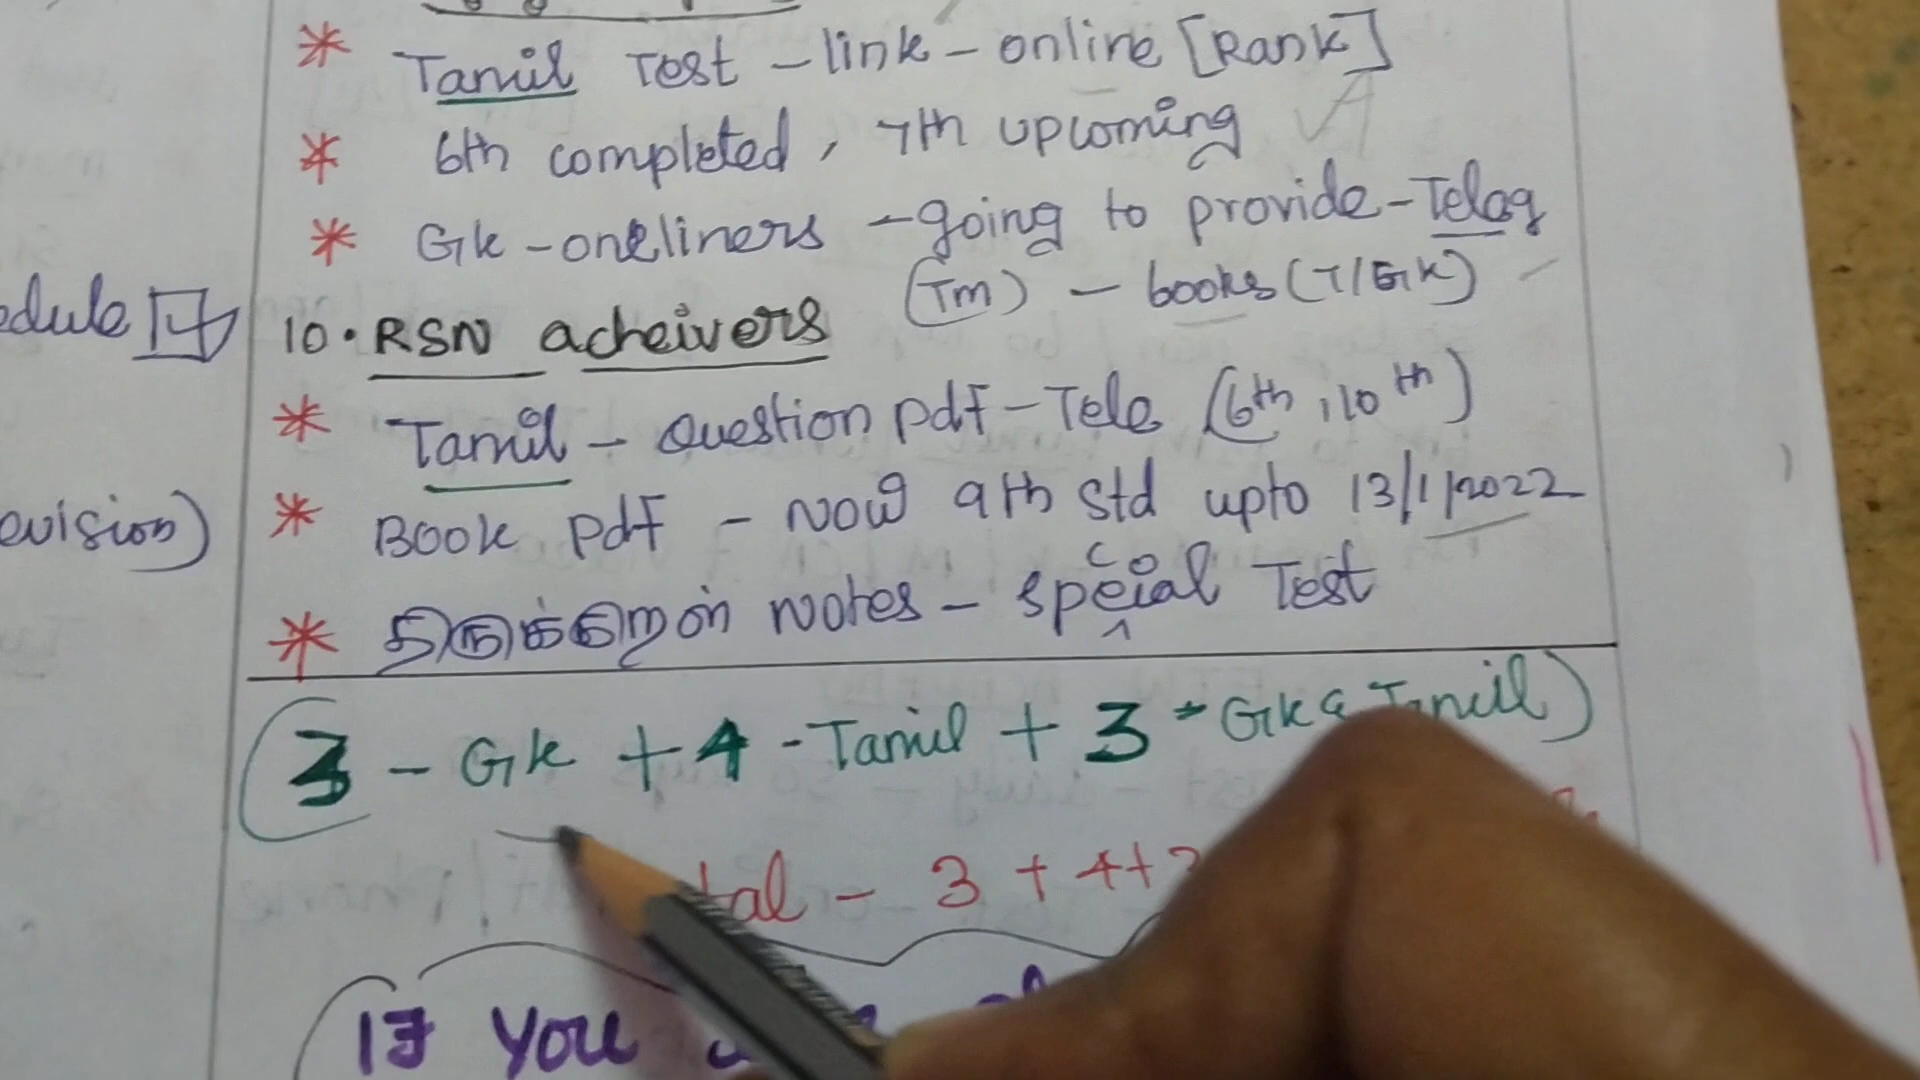 * Tamil Test - link - online [Rank]
* 6th completed, 7th upcoming
* Gk - oneliners - going to provide - Teleg
(Tm) - books (T/GK)
edule 14
10. RSN acheivers
* Tamil - Question pdf - Tele (6th, 10th)
evision)
* Book pdf - Now 9th std upto 13/1/2022
* திருக்குறள் Notes - special Test
(3 - Gk + 4 - Tamil + 3 - Gk & Tamil)
tal - 3 + 4 + 3
If you